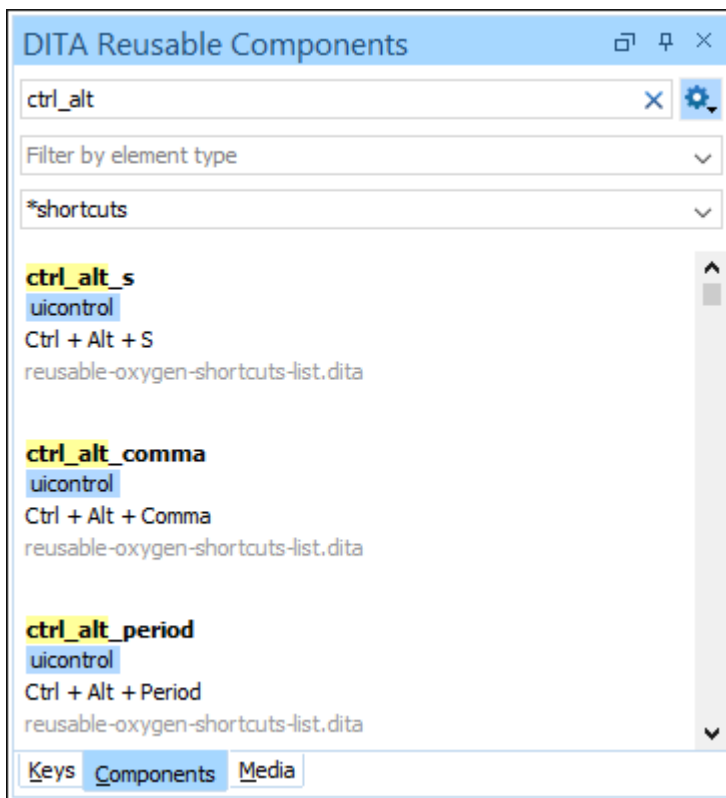 DITA Reusable Components
ctrl_alt
Filter by element type
*shortcuts
ctrl_alt_s
uicontrol
Ctrl + Alt + S
reusable-oxygen-shortcuts-list.dita
ctrl_alt_comma
uicontrol
Ctrl + Alt + Comma
reusable-oxygen-shortcuts-list.dita
ctrl_alt_period
uicontrol
Ctrl + Alt + Period
reusable-oxygen-shortcuts-list.dita
Keys Components Media